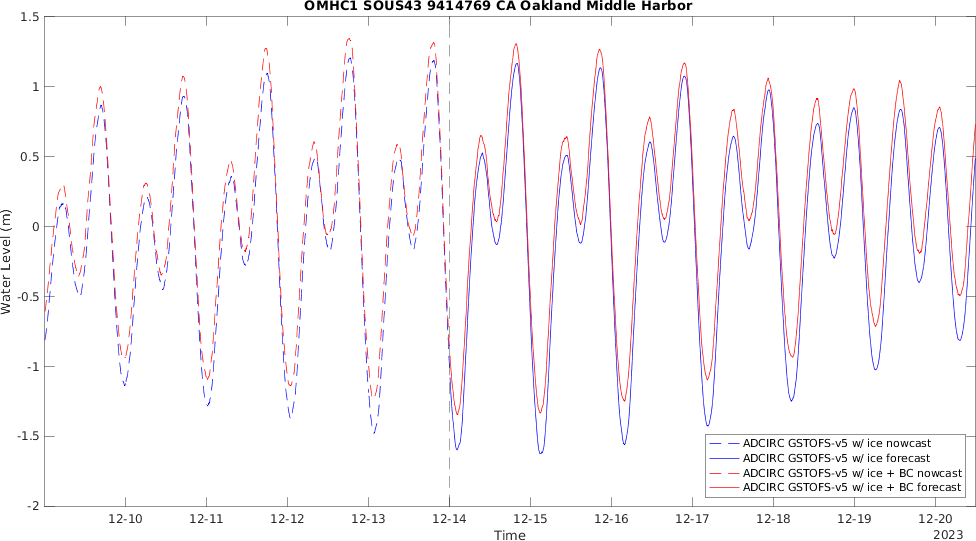 OMHC1 SOUS43 9414769 CA Oakland Middle Harbor
1.5
1
0.5
0
-0.5
-1
-1.5
-2
Water Level (m)
ADCIRC GSTOFS-v5 w/ ice nowcast
ADCIRC GSTOFS-v5 w/ ice forecast
ADCIRC GSTOFS-v5 w/ ice + BC nowcast
ADCIRC GSTOFS-v5 w/ ice + BC forecast
12-10 12-11 12-12 12-13 12-14 12-15 12-16 12-17 12-18 12-19 12-20
Time
2023